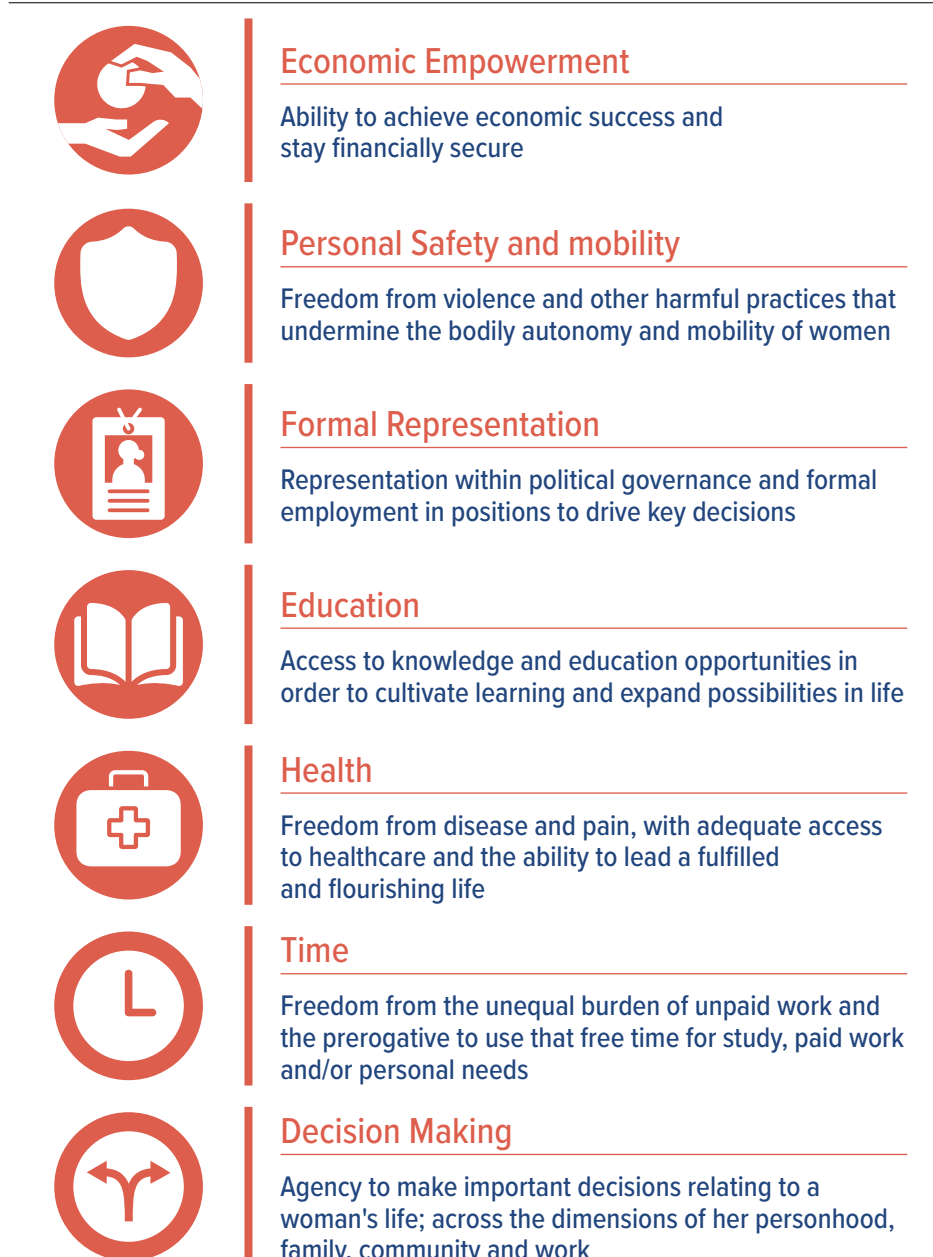 Economic Empowerment
Ability to achieve economic success and
stay financially secure
Personal Safety and mobility
Freedom from violence and other harmful practices that
undermine the bodily autonomy and mobility of women
Formal Representation
Representation within political governance and formal
employment in positions to drive key decisions
Education
Access to knowledge and education opportunities in
order to cultivate learning and expand possibilities in life
Health
Freedom from disease and pain, with adequate access
to healthcare and the ability to lead a fulfilled
and flourishing life
Time
Freedom from the unequal burden of unpaid work and
the prerogative to use that free time for study, paid work
and/or personal needs
Decision Making
Agency to make important decisions relating to a
woman's life; across the dimensions of her personhood,
family, community and work